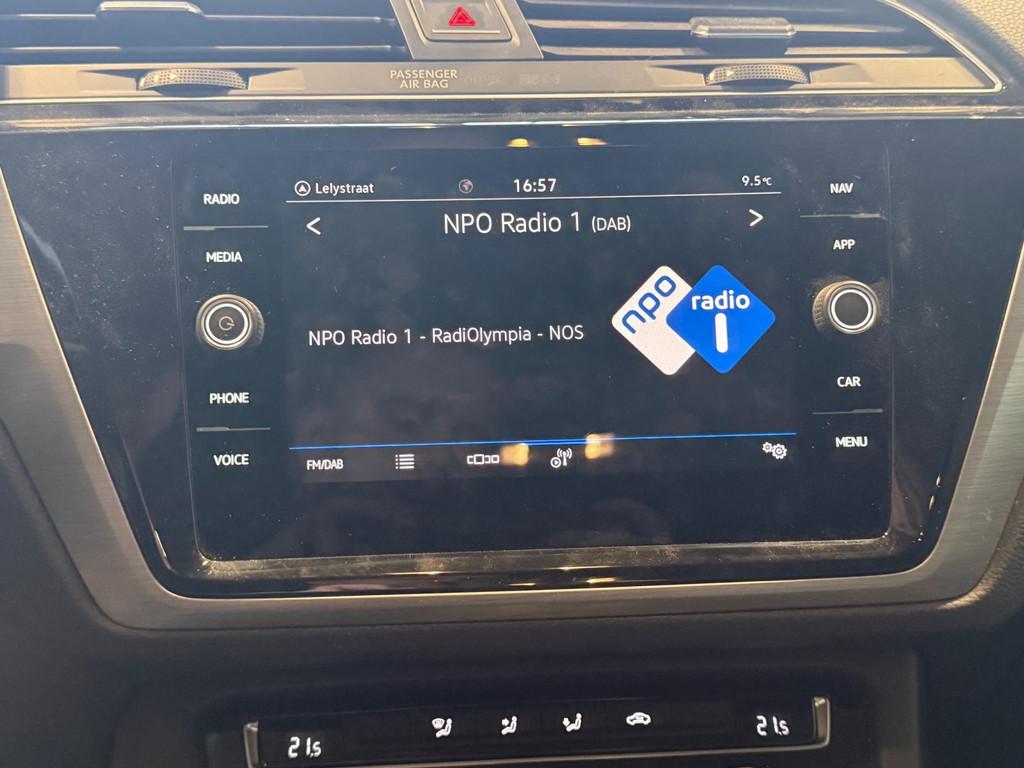 PASSENGER
AIR BAG
RADIO
MEDIA
PHONE
VOICE
Lelystraat
16:57
9.5°C
< NPO Radio 1 (DAB) >
NPO Radio 1 - RadiOlympia - NOS
npo
radio
1
FM/DAB
NAV
APP
CAR
MENU
21.5
21.5